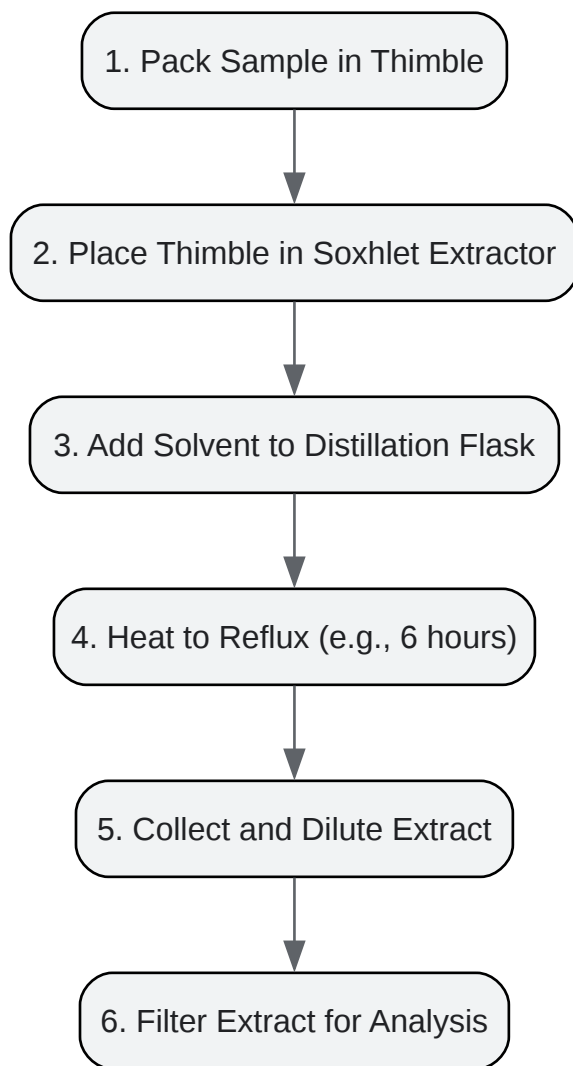 1. Pack Sample in Thimble
2. Place Thimble in Soxhlet Extractor
3. Add Solvent to Distillation Flask
4. Heat to Reflux (e.g., 6 hours)
5. Collect and Dilute Extract
6. Filter Extract for Analysis